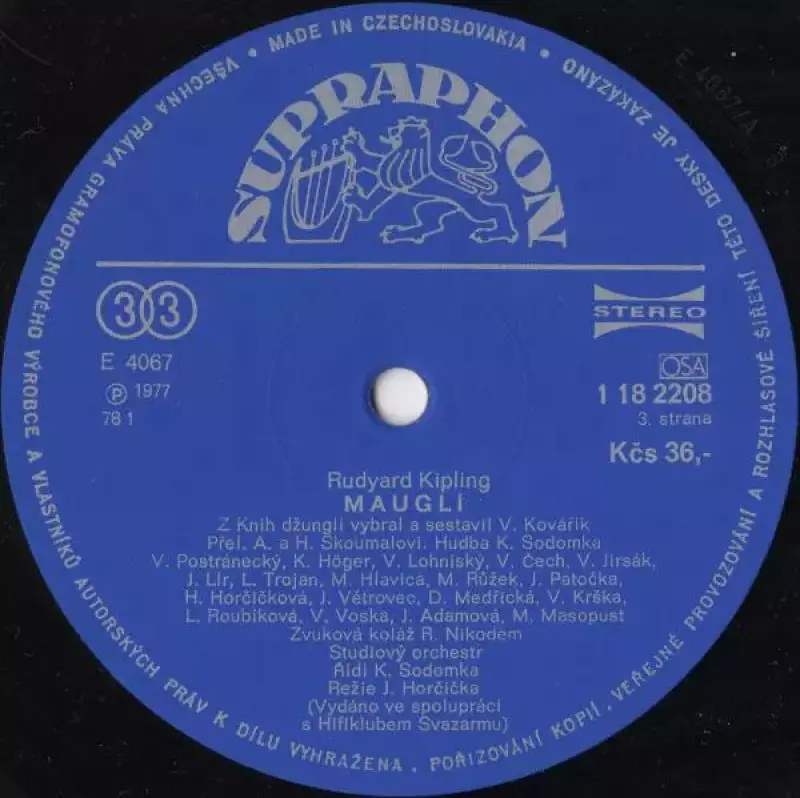 • MADE IN CZECHOSLOVAKIA •
VŠECHNA PRÁVA GRAMOFONOVÉHO VÝROBCE A VLASTNÍKŮ AUTORSKÝCH PRÁV K DÍLU VYHRAŽENA . POŘIZOVÁNÍ KOPIÍ, VEŘEJNÉ PROVOZOVÁNÍ A ROZHLASOVÉ ŠÍŘENÍ TÉTO DESKY JE ZAKÁZÁNO
SUPRAPHON
33
STEREO
E 4067
OSA
℗ 1977
1 18 2208
78 1
3. strana
Kčs 36,-
Rudyard Kipling
MAUGLÍ
Z Knih džunglí vybral a sestavil V. Kovářík
Přel. A. a H. Skoumalovi. Hudba K. Sodomka
V. Postránecký, K. Höger, V. Lohniský, V. Čech, V. Jirsák,
J. Lír, L. Trojan, M. Hlavica, M. Růžek, J. Patočka,
H. Horčičková, J. Větrovec, D. Medřická, V. Krška,
L. Roubíková, V. Voska, J. Adamová, M. Masopust
Zvuková koláž R. Nikodem
Studiový orchestr
Řídí K. Sodomka
Režie J. Horčička
(Vydáno ve spolupráci
s Hifiklubem Svazarmu)